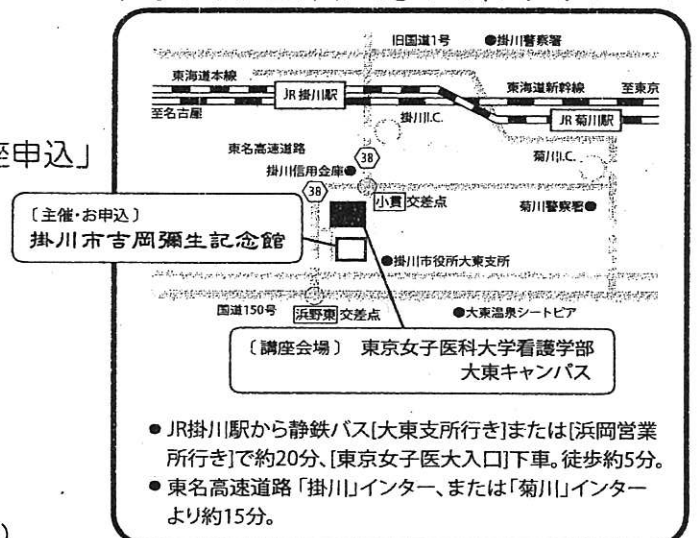 旧国道1号 ●掛川警察署
東海道本線
JR 掛川駅
東海道新幹線 至東京
至名古屋
掛川I.C.
JR 菊川駅
東名高速道路
菊川I.C.
座申込」
掛川信用金庫●
38
38
小貫 交差点
菊川警察署●
〔主催・お申込〕
掛川市吉岡彌生記念館
●掛川市役所大東支所
国道150号
浜野東 交差点
●大東温泉シートピア
〔講座会場〕 東京女子医科大学看護学部
大東キャンパス
● JR掛川駅から静鉄バス[大東支所行き]または[浜岡営業
所行き]で約20分、[東京女子医大入口]下車。徒歩約5分。
● 東名高速道路「掛川」インター、または「菊川」インター
より約15分。
)